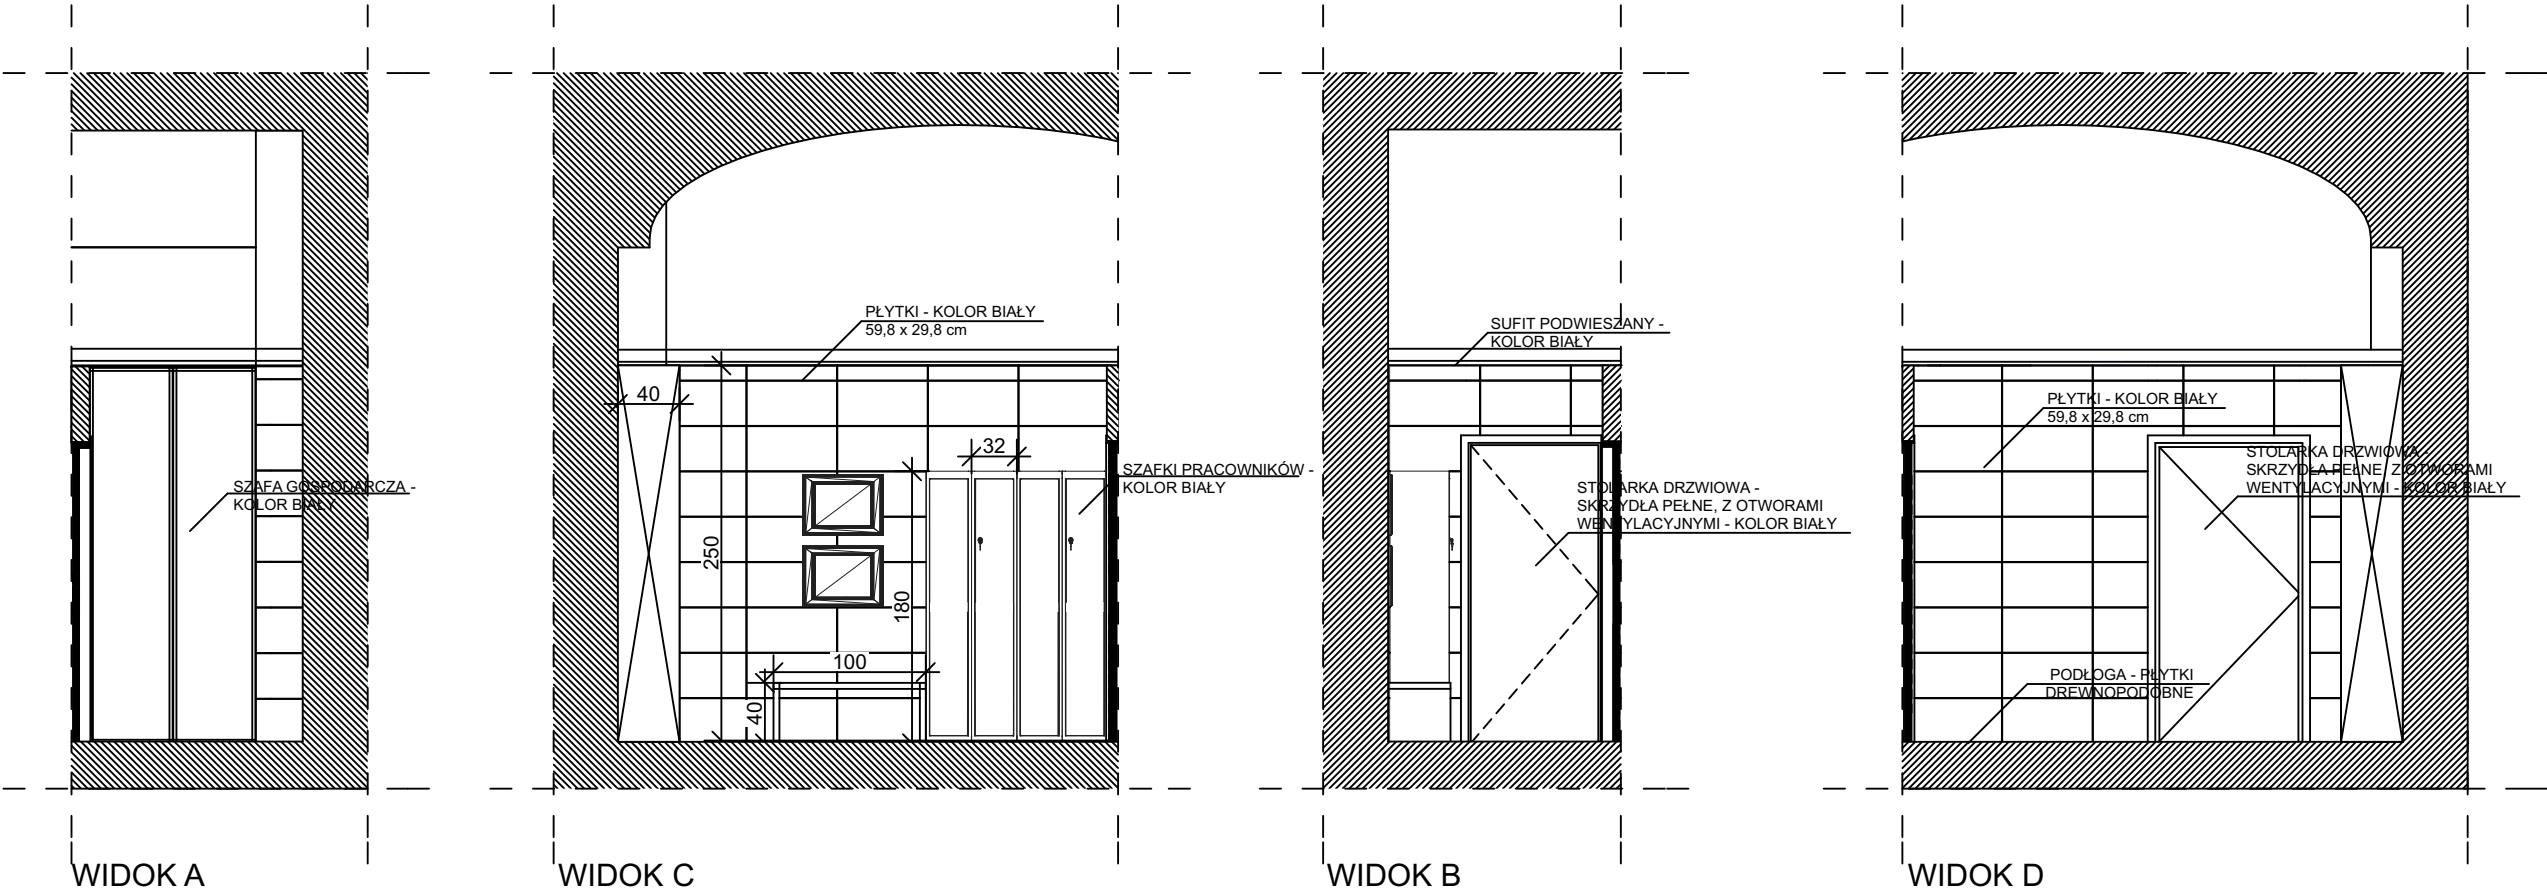 SZAFA GOSPODARCZA -
KOLOR BIAŁY
WIDOK A
PŁYTKI - KOLOR BIAŁY
59,8 x 29,8 cm
40
32
SZAFKI PRACOWNIKÓW -
KOLOR BIAŁY
250
180
100
40
WIDOK C
SUFIT PODWIESZANY -
KOLOR BIAŁY
STOLARKA DRZWIOWA -
SKRZYDŁA PEŁNE, Z OTWORAMI
WENTYLACYJNYMI - KOLOR BIAŁY
WIDOK B
PŁYTKI - KOLOR BIAŁY
59,8 x 29,8 cm
STOLARKA DRZWIOWA -
SKRZYDŁA PEŁNE, Z OTWORAMI
WENTYLACYJNYMI - KOLOR BIAŁY
PODŁOGA - PŁYTKI
DREWNOPODOBNE
WIDOK D